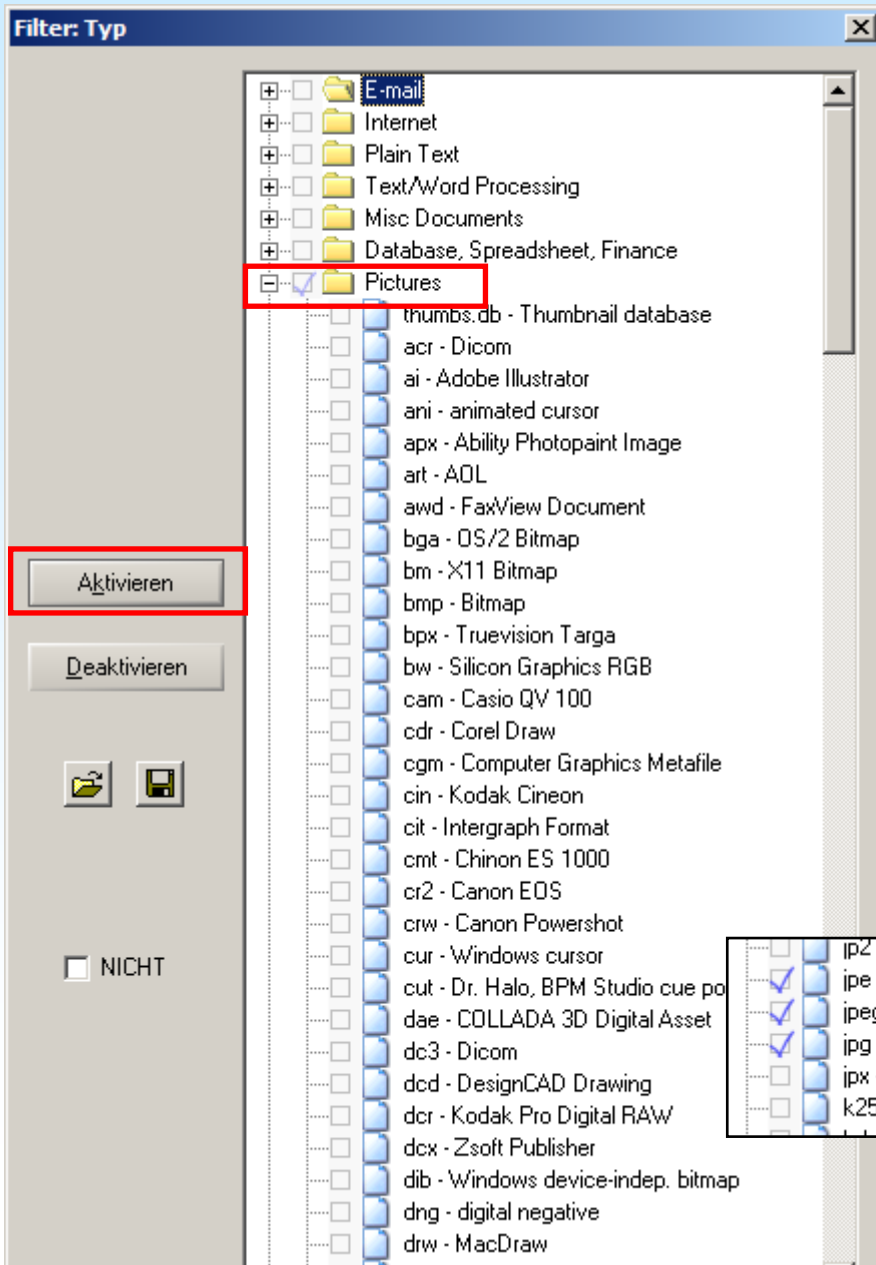 Filter: Typ
E-mail
Internet
Plain Text
Text/Word Processing
Misc Documents
Database, Spreadsheet, Finance
Pictures
thumbs.db - Thumbnail database
acr - Dicom
ai - Adobe Illustrator
ani - animated cursor
apx - Ability Photopaint Image
art - AOL
awd - FaxView Document
bga - OS/2 Bitmap
bm - X11 Bitmap
Aktivieren
bmp - Bitmap
bpx - Truevision Targa
bw - Silicon Graphics RGB
Deaktivieren
cam - Casio QV 100
cdr - Corel Draw
cgm - Computer Graphics Metafile
cin - Kodak Cineon
cit - Intergraph Format
cmt - Chinon ES 1000
cr2 - Canon EOS
crw - Canon Powershot
cur - Windows cursor
NICHT
cut - Dr. Halo, BPM Studio cue po
dae - COLLADA 3D Digital Asset
dc3 - Dicom
dcd - DesignCAD Drawing
dcr - Kodak Pro Digital RAW
dcx - Zsoft Publisher
dib - Windows device-indep. bitmap
dng - digital negative
drw - MacDraw
jp2
jpe
jpeg
jpg
jpx
k25